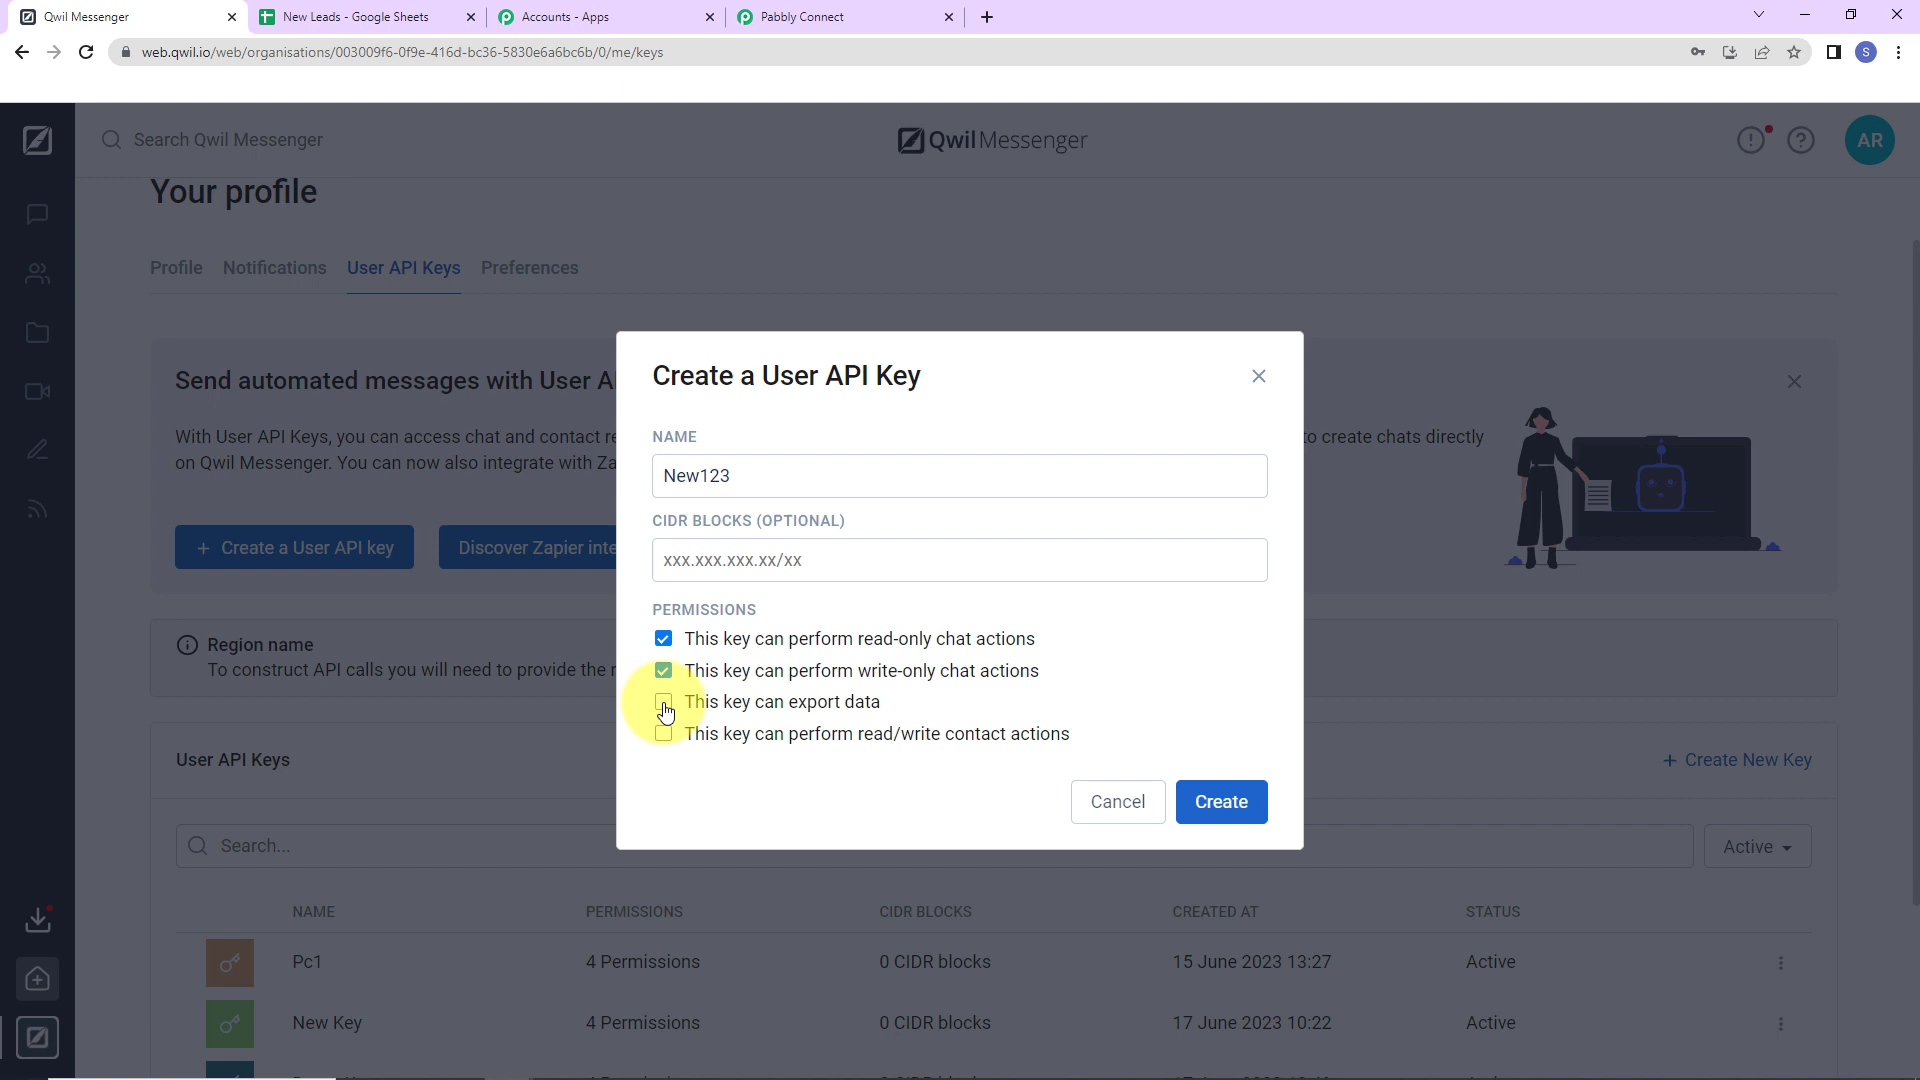 Qwil Messenger
New Leads - Google Sheets
Accounts - Apps
Pabbly Connect
web.qwil.io/web/organisations/003009f6-0f9e-416d-bc36-5830e6a6bc6b/0/me/keys
S
Search Qwil Messenger
Qwil Messenger
AR
Your profile
Profile
Notifications
User API Keys
Preferences
Send automated messages with User A
With User API Keys, you can access chat and contact re
to create chats directly
on Qwil Messenger. You can now also integrate with Za
+ Create a User API key
Discover Zapier inte
Region name
To construct API calls you will need to provide the r
Create a User API Key
NAME
New123
CIDR BLOCKS (OPTIONAL)
xxx.xxx.xxx.xx/xx
PERMISSIONS
This key can perform read-only chat actions
This key can perform write-only chat actions
This key can export data
This key can perform read/write contact actions
Cancel
Create
User API Keys
+ Create New Key
Search...
Active
NAME
PERMISSIONS
CIDR BLOCKS
CREATED AT
STATUS
Pc1
4 Permissions
0 CIDR blocks
15 June 2023 13:27
Active
New Key
4 Permissions
0 CIDR blocks
17 June 2023 10:22
Active